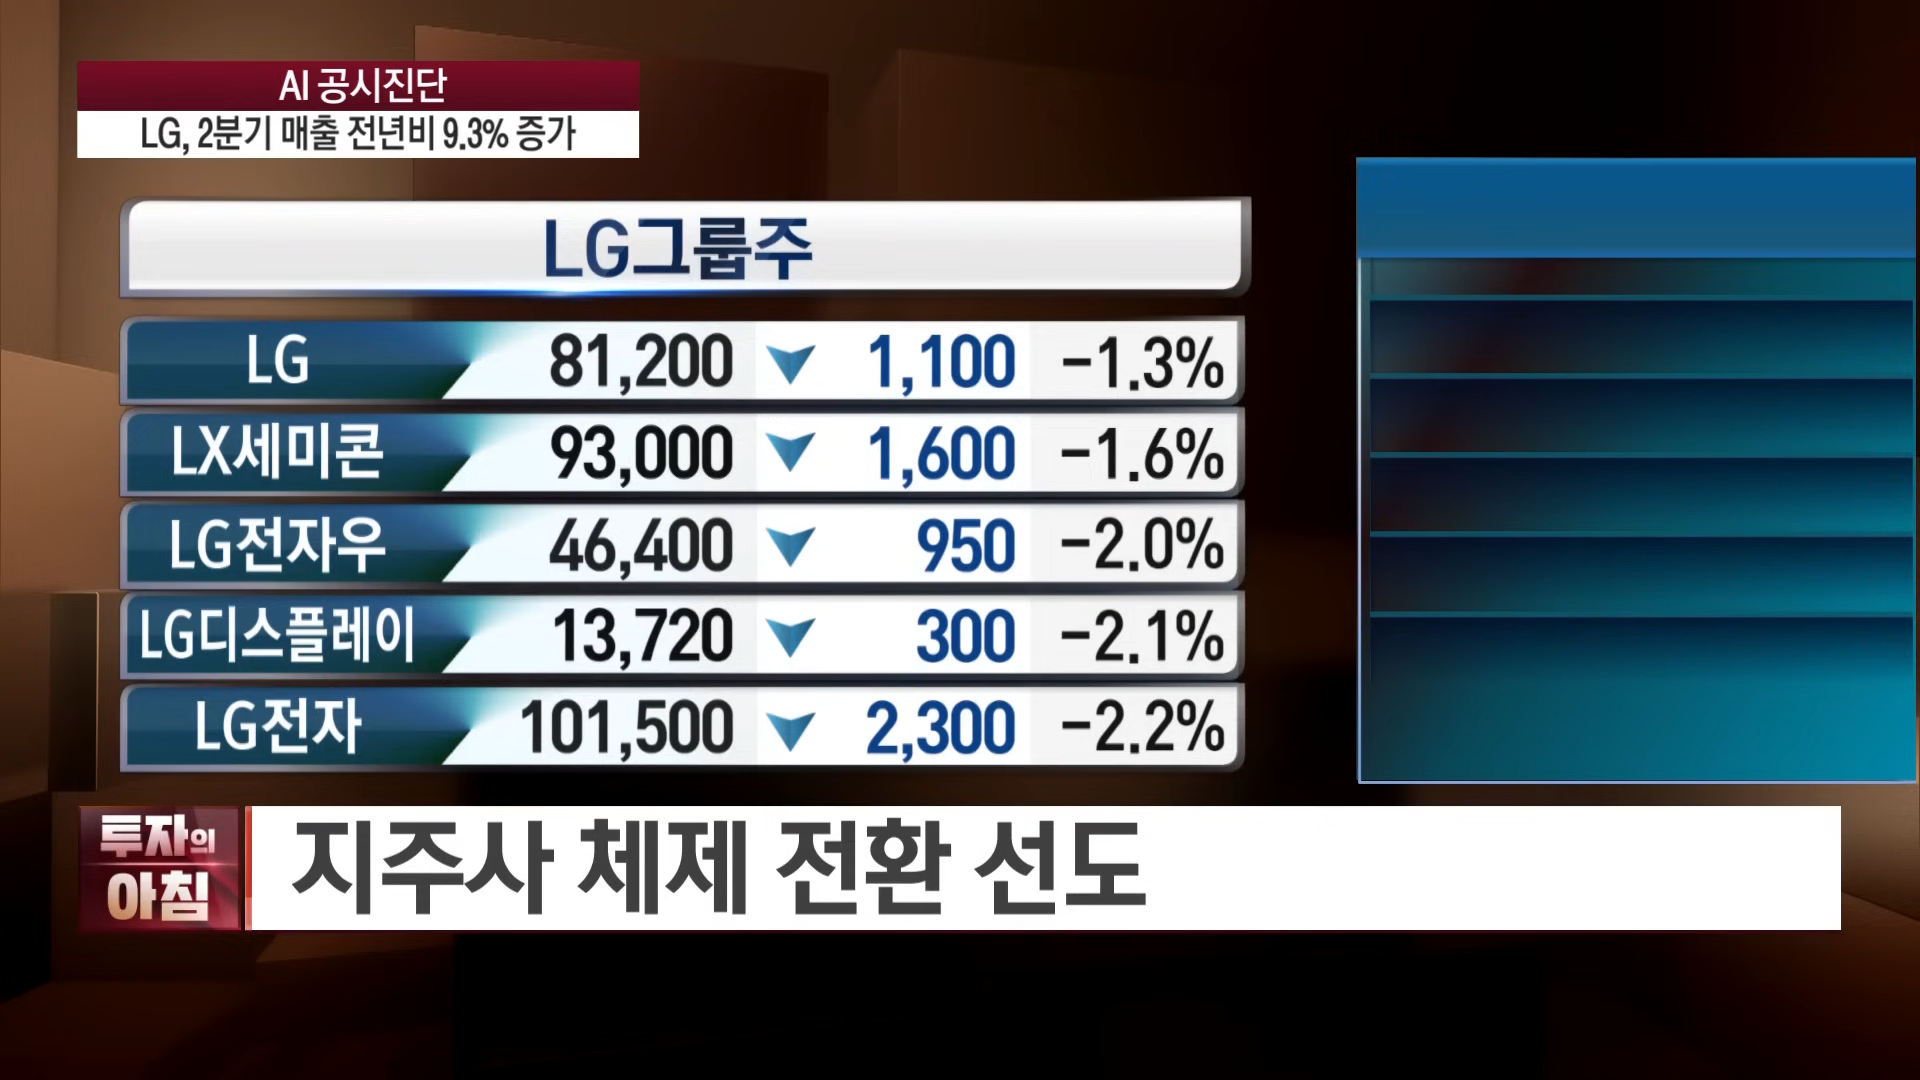 AI 공시진단
LG, 2분기 매출 전년비 9.3% 증가
LG그룹주
LG 81,200 ▼ 1,100 -1.3%
LX세미콘 93,000 ▼ 1,600 -1.6%
LG전자우 46,400 ▼ 950 -2.0%
LG디스플레이 13,720 ▼ 300 -2.1%
LG전자 101,500 ▼ 2,300 -2.2%
투자의
아침
지주사 체제 전환 선도